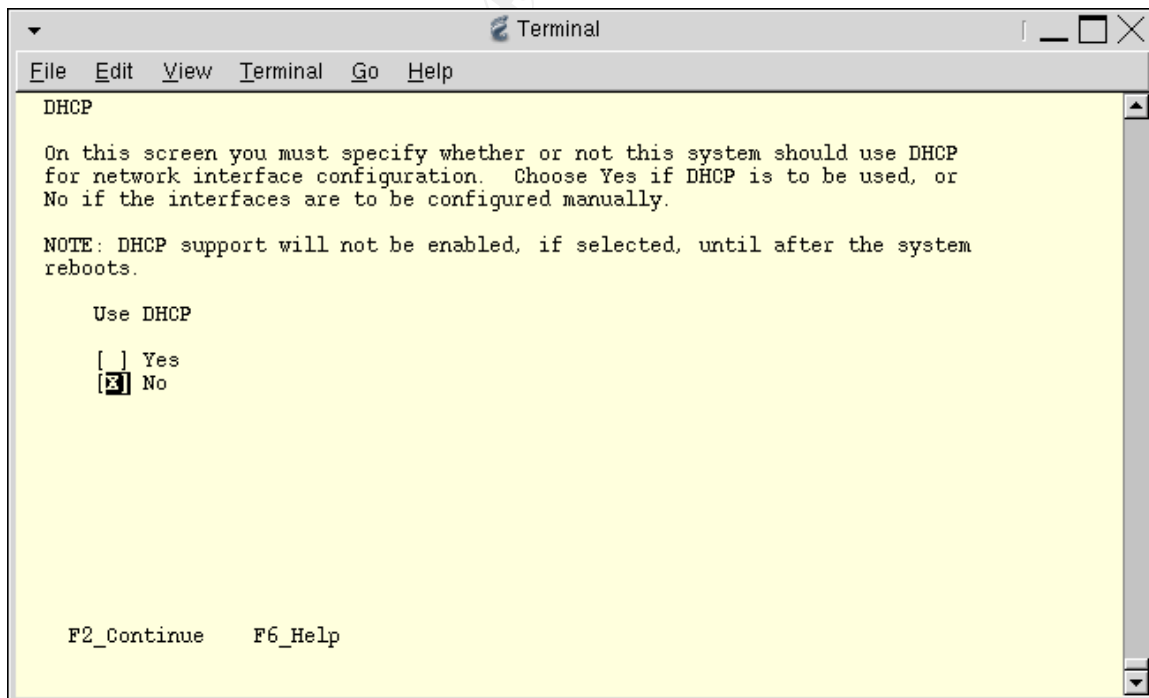 Terminal
File Edit View Terminal Go Help
DHCP
On this screen you must specify whether or not this system should use DHCP
for network interface configuration. Choose Yes if DHCP is to be used, or
No if the interfaces are to be configured manually.
NOTE: DHCP support will not be enabled, if selected, until after the system
reboots.
Use DHCP
[ ] Yes
[X] No
F2_Continue F6_Help